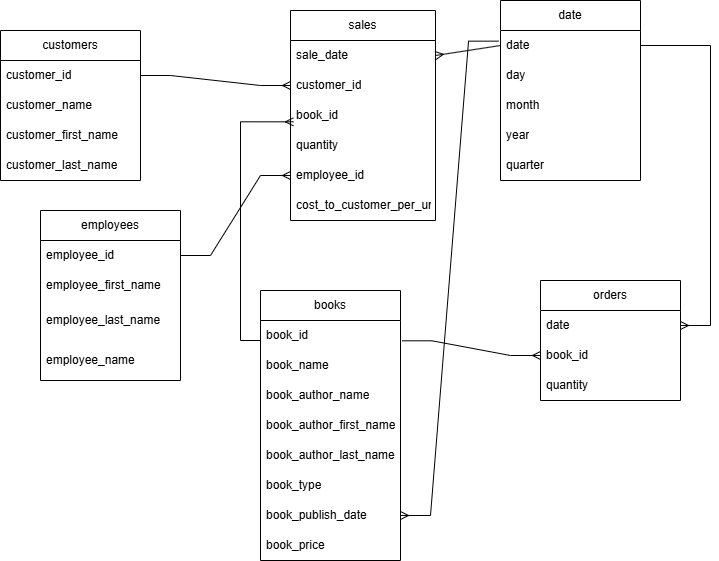 customers
customer_id
customer_name
customer_first_name
customer_last_name
sales
sale_date
customer_id
book_id
quantity
employee_id
cost_to_customer_per_ur
date
date
day
month
year
quarter
employees
employee_id
employee_first_name
employee_last_name
employee_name
books
book_id
book_name
book_author_name
book_author_first_name
book_author_last_name
book_type
book_publish_date
book_price
orders
date
book_id
quantity